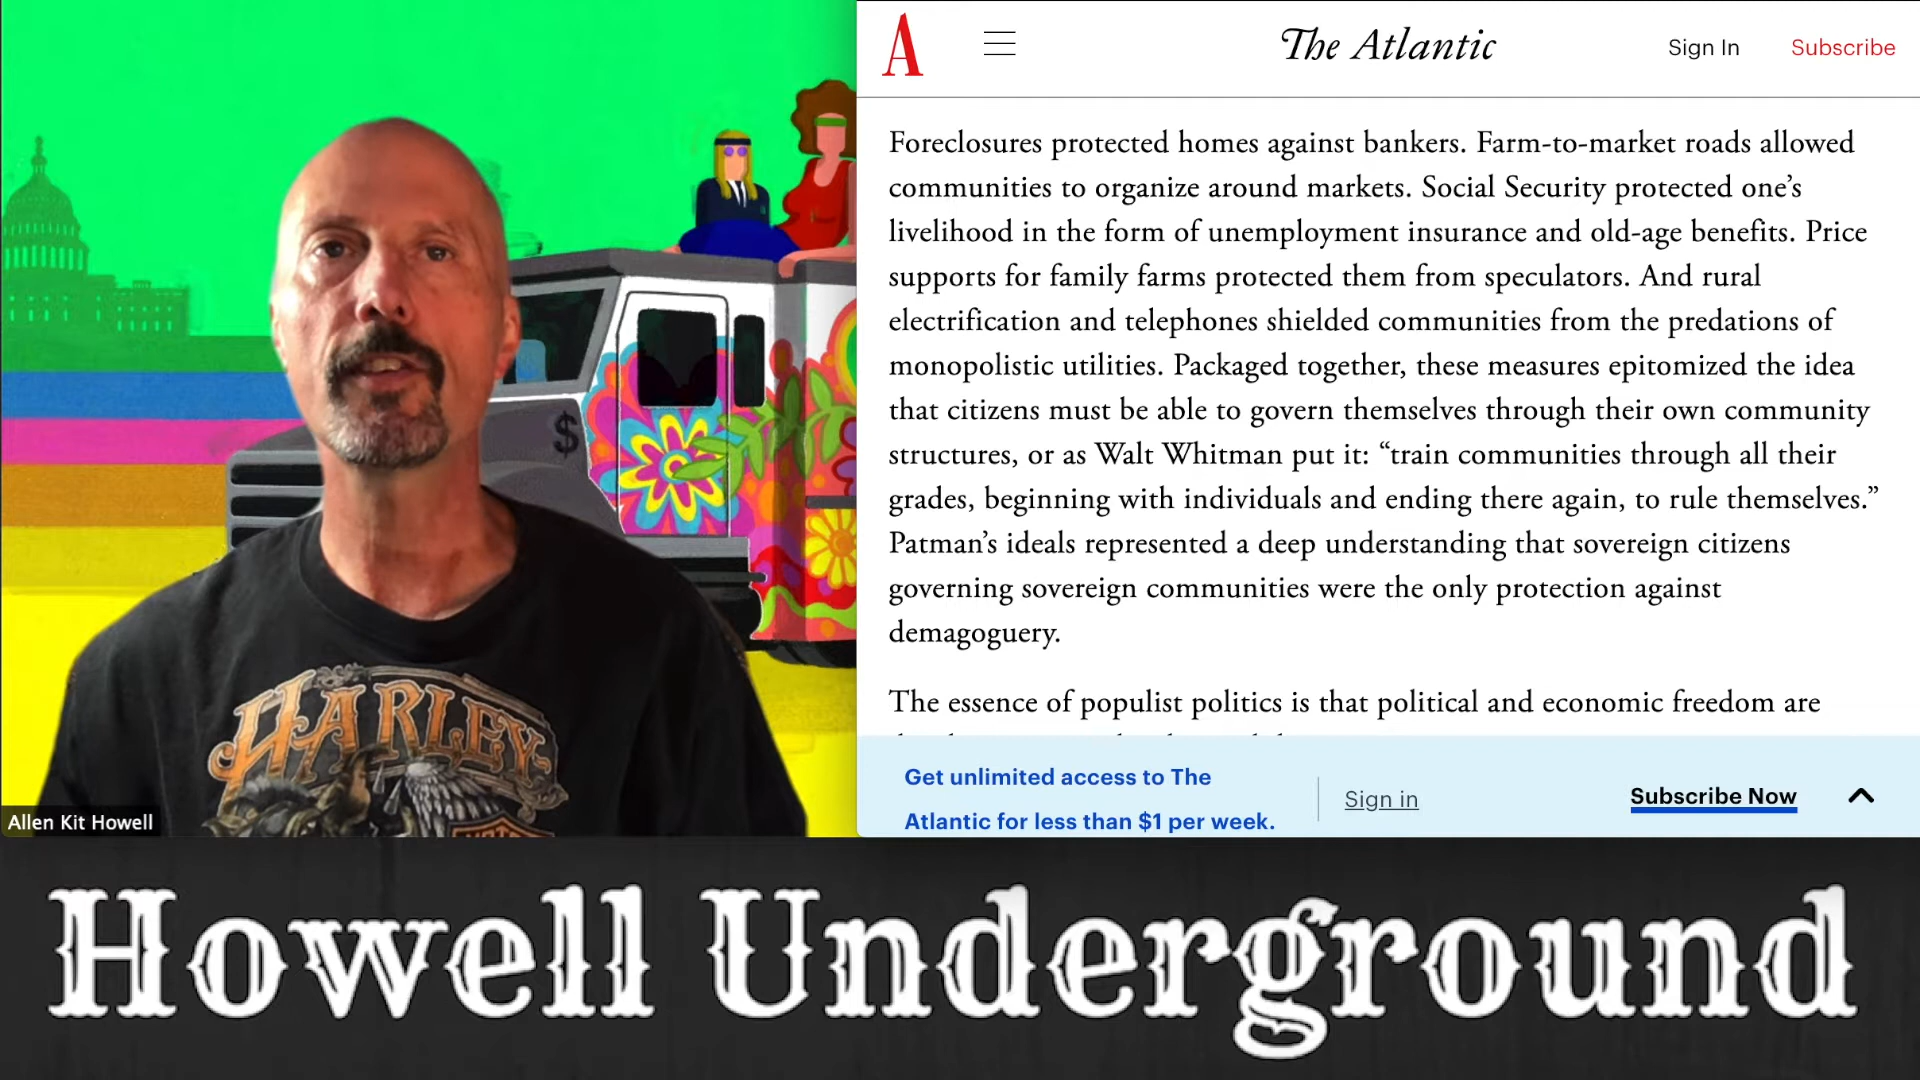 A
The Atlantic
Sign In
Subscribe
Foreclosures protected homes against bankers. Farm-to-market roads allowed
communities to organize around markets. Social Security protected one’s
livelihood in the form of unemployment insurance and old-age benefits. Price
supports for family farms protected them from speculators. And rural
electrification and telephones shielded communities from the predations of
monopolistic utilities. Packaged together, these measures epitomized the idea
that citizens must be able to govern themselves through their own community
structures, or as Walt Whitman put it: “train communities through all their
grades, beginning with individuals and ending there again, to rule themselves.”
Patman’s ideals represented a deep understanding that sovereign citizens
governing sovereign communities were the only protection against
demagoguery.
The essence of populist politics is that political and economic freedom are
Get unlimited access to The
Atlantic for less than $1 per week.
Sign in
Subscribe Now
$
HARLEY
Allen Kit Howell
Howell Underground